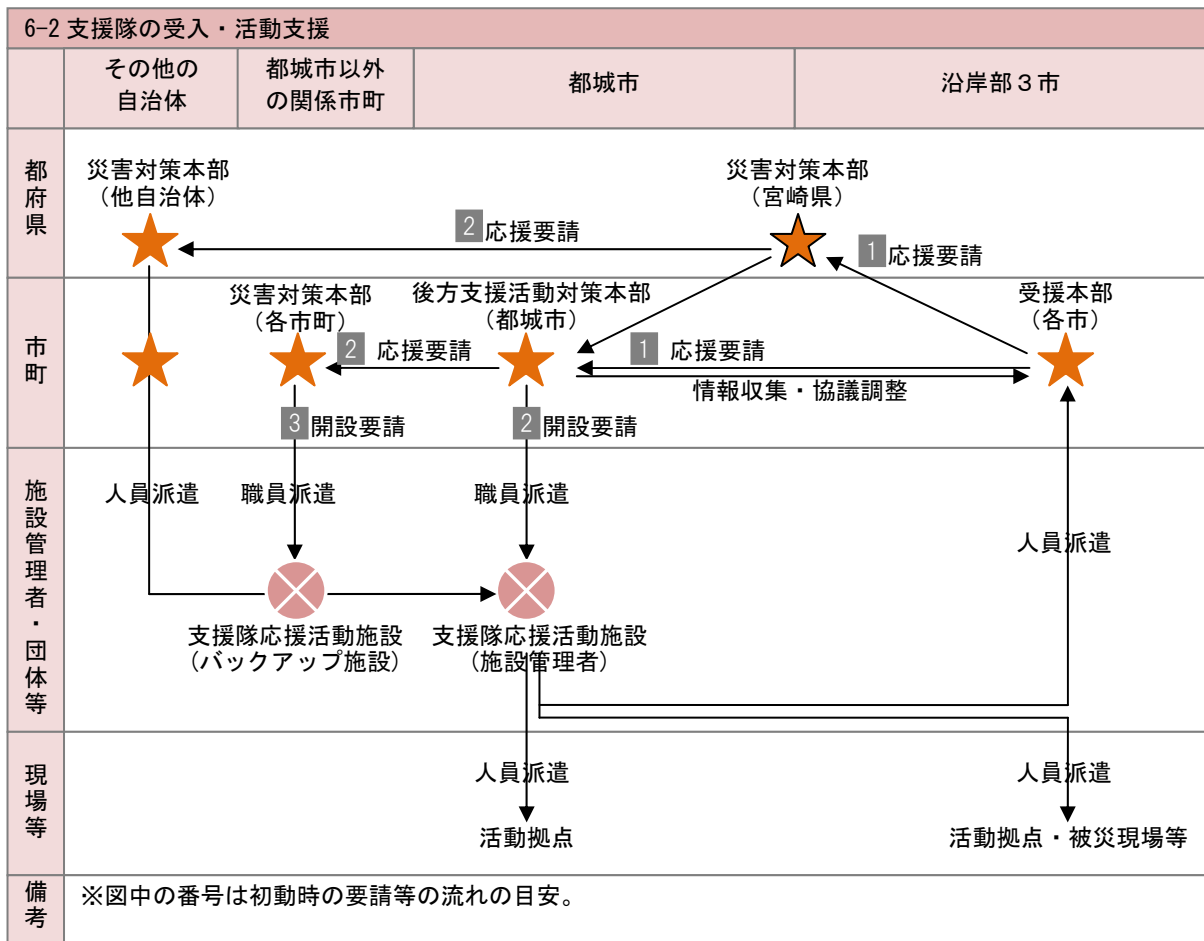 6-2 支援隊の受入・活動支援
その他の
自治体
都城市以外
の関係市町
都城市
沿岸部３市
都府県
災害対策本部
（他自治体）
災害対策本部
（宮崎県）
2 応援要請
1 応援要請
市町
災害対策本部
（各市町）
後方支援活動対策本部
（都城市）
受援本部
（各市）
2 応援要請
1 応援要請
情報収集・協議調整
3 開設要請
2 開設要請
施設管理者・団体等
人員派遣
職員派遣
職員派遣
人員派遣
支援隊応援活動施設
（バックアップ施設）
支援隊応援活動施設
（施設管理者）
現場等
人員派遣
人員派遣
活動拠点
活動拠点・被災現場等
備考
※図中の番号は初動時の要請等の流れの目安。